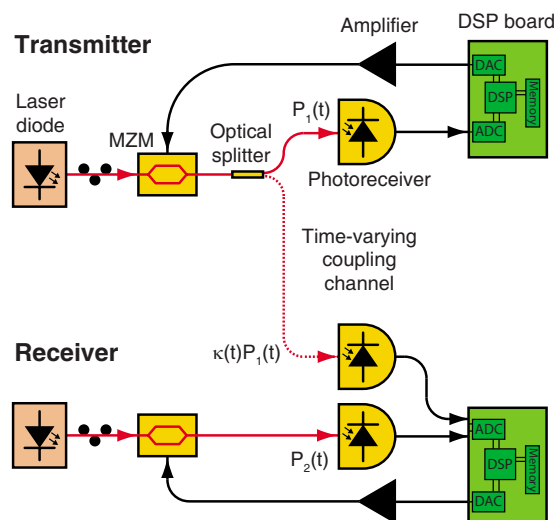 Transmitter
Amplifier
DSP board
Laser
diode
MZM
Optical
splitter
P₁(t)
Photoreceiver
DAC
DSP
Memory
ADC
Time-varying
coupling
channel
Receiver
κ(t)P₁(t)
P₂(t)
ADC
DSP
Memory
DAC